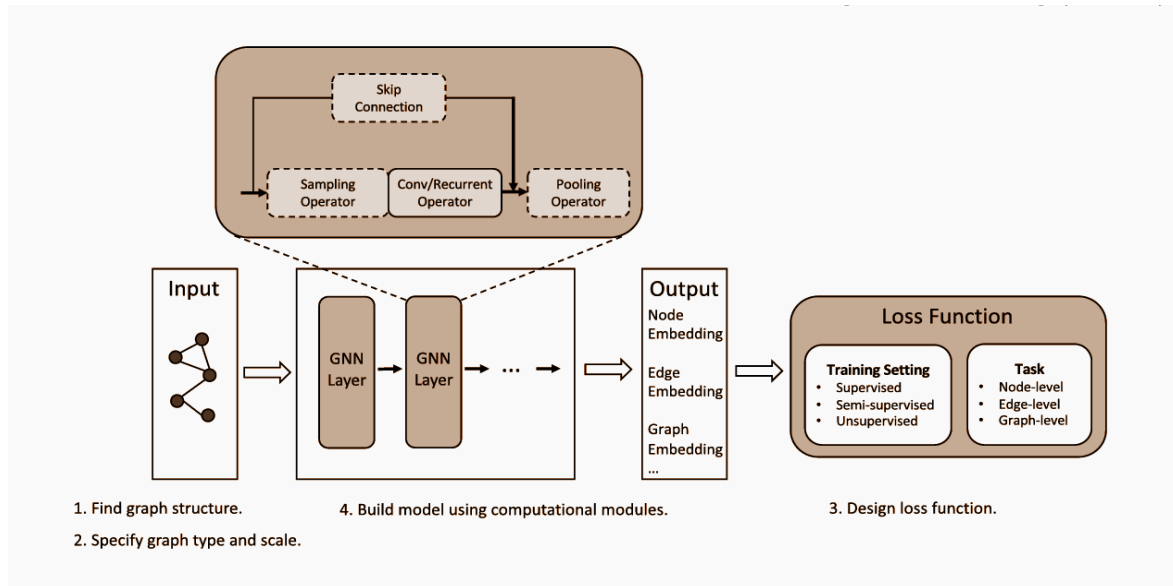 Skip
Connection
Sampling
Operator
Conv/Recurrent
Operator
Pooling
Operator
Input
GNN
Layer
GNN
Layer
...
Output
Node
Embedding
Edge
Embedding
Graph
Embedding
...
Loss Function
Training Setting
• Supervised
• Semi-supervised
• Unsupervised
Task
• Node-level
• Edge-level
• Graph-level
1. Find graph structure.
2. Specify graph type and scale.
4. Build model using computational modules.
3. Design loss function.